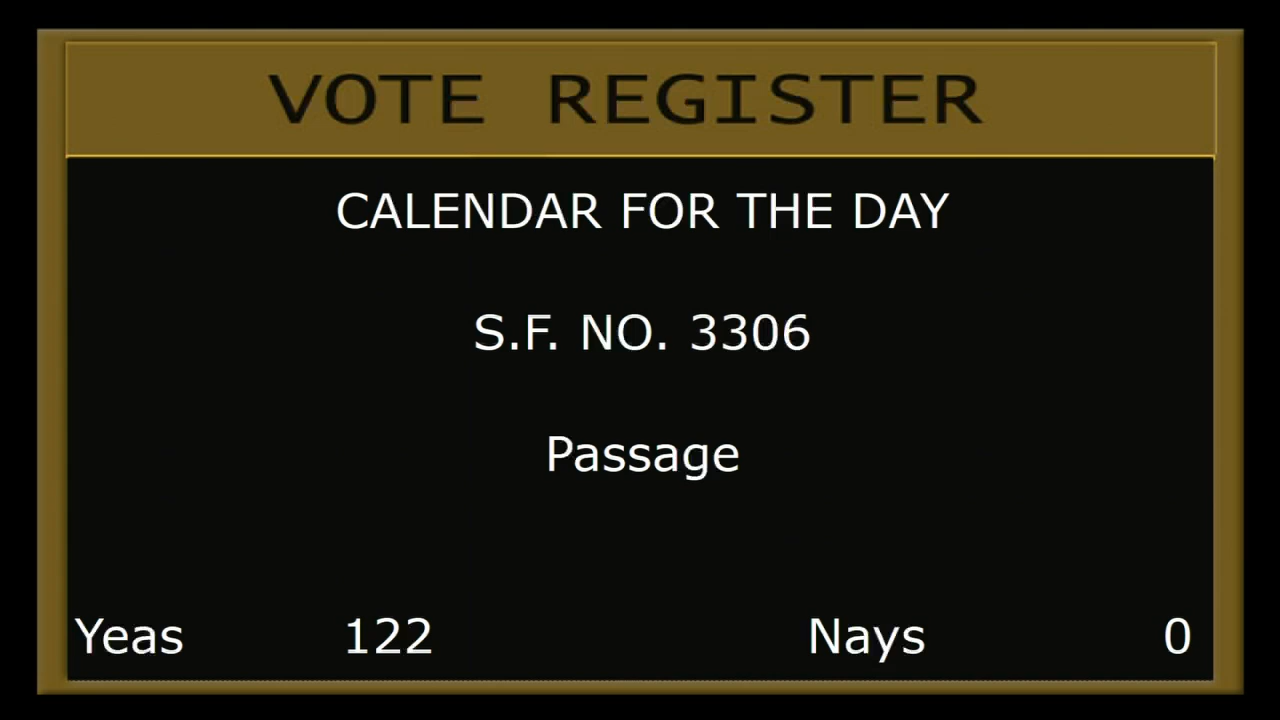 VOTE REGISTER
CALENDAR FOR THE DAY
S.F. NO. 3306
Passage
Yeas 122 Nays 0